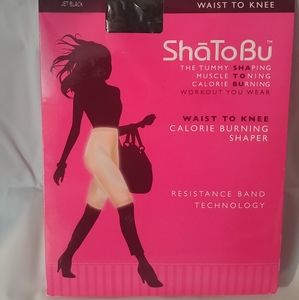 JET BLACK
WAIST TO KNEE
ShāToBu™
THE TUMMY SHAPING
MUSCLE TONING
CALORIE BURNING
WORKOUT YOU WEAR
WAIST TO KNEE
CALORIE BURNING
SHAPER
RESISTANCE BAND
TECHNOLOGY